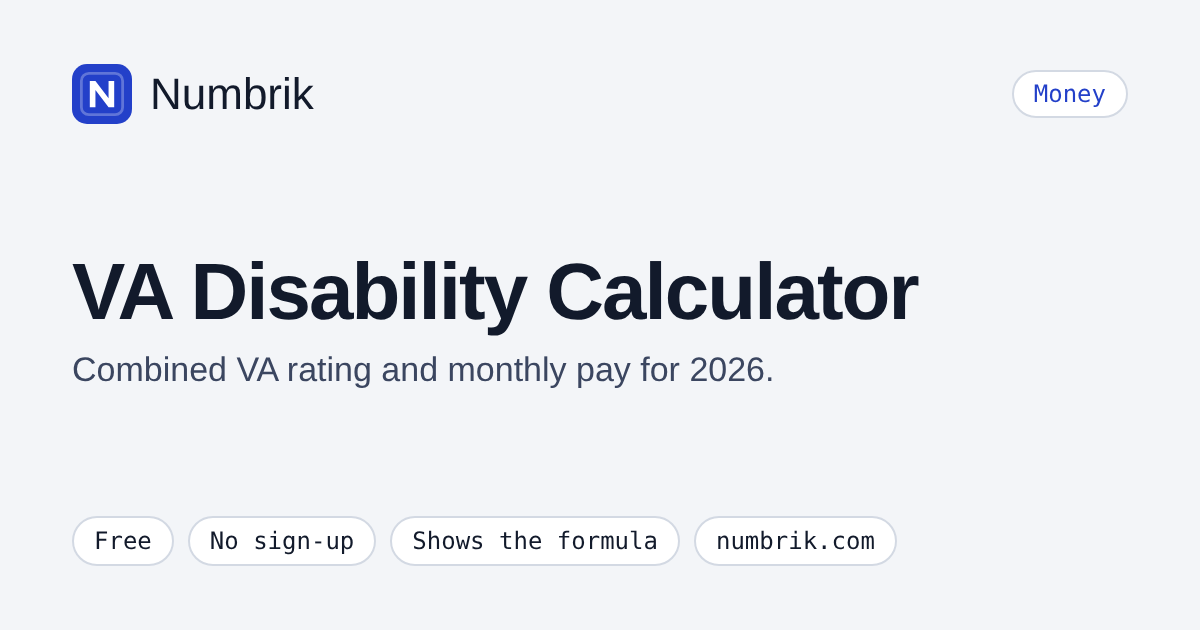 N Numbrik
Money
VA Disability Calculator
Combined VA rating and monthly pay for 2026.
Free
No sign-up
Shows the formula
numbrik.com